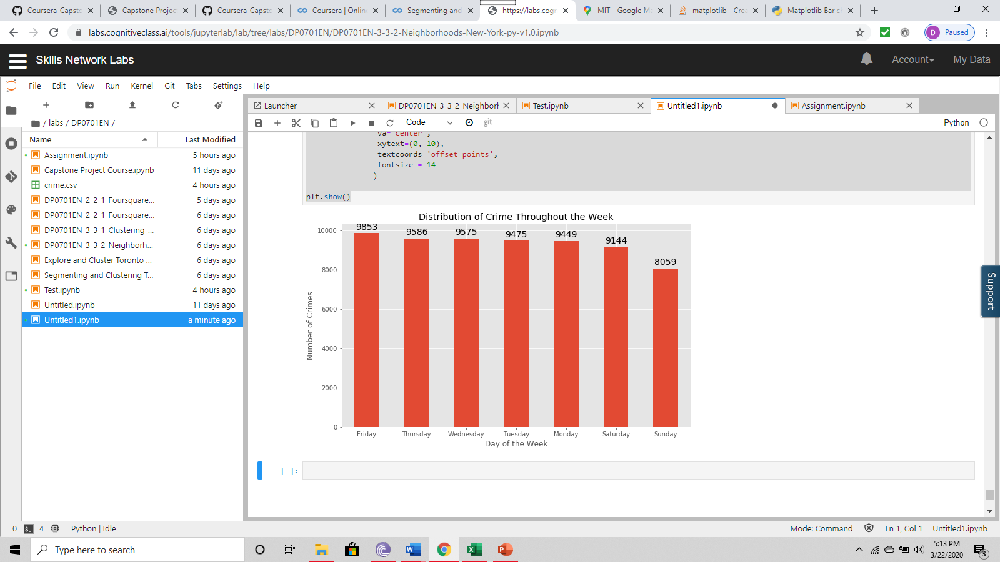 Coursera_Capsto
Capstone Projec
Coursera_Capsto
Coursera | Onlin
Segmenting and
https://labs.cogn
MIT - Google Ma
matplotlib - Crea
Matplotlib Bar ch
labs.cognitiveclass.ai/tools/jupyterlab/lab/tree/labs/DP0701EN/DP0701EN-3-3-2-Neighborhoods-New-York-py-v1.0.ipynb
D Paused
Skills Network Labs
Account
My Data
File Edit View Run Kernel Git Tabs Settings Help
Launcher
DP0701EN-3-3-2-Neighborl
Test.ipynb
Untitled1.ipynb
Assignment.ipynb
/ labs / DP0701EN /
Code
git
Python
Name Last Modified
Assignment.ipynb 5 hours ago
Capstone Project Course.ipynb 11 days ago
crime.csv 4 hours ago
DP0701EN-2-2-1-Foursquare... 5 days ago
DP0701EN-2-2-1-Foursquare... 6 days ago
DP0701EN-3-3-1-Clustering-... 6 days ago
DP0701EN-3-3-2-Neighborh... 6 days ago
Explore and Cluster Toronto ... 6 days ago
Segmenting and Clustering T... 6 days ago
Test.ipynb 4 hours ago
Untitled.ipynb 11 days ago
Untitled1.ipynb a minute ago
va='center',
xytext=(0, 10),
textcoords='offset points',
fontsize = 14
)
plt.show()
Distribution of Crime Throughout the Week
9853 9586 9575 9475 9449 9144 8059
10000
8000
6000
4000
2000
0
Number of Crimes
Friday Thursday Wednesday Tuesday Monday Saturday Sunday
Day of the Week
[ ]:
Support
0 $_ 4 Python | Idle
Mode: Command Ln 1, Col 1 Untitled1.ipynb
Type here to search
5:13 PM
3/22/2020
3